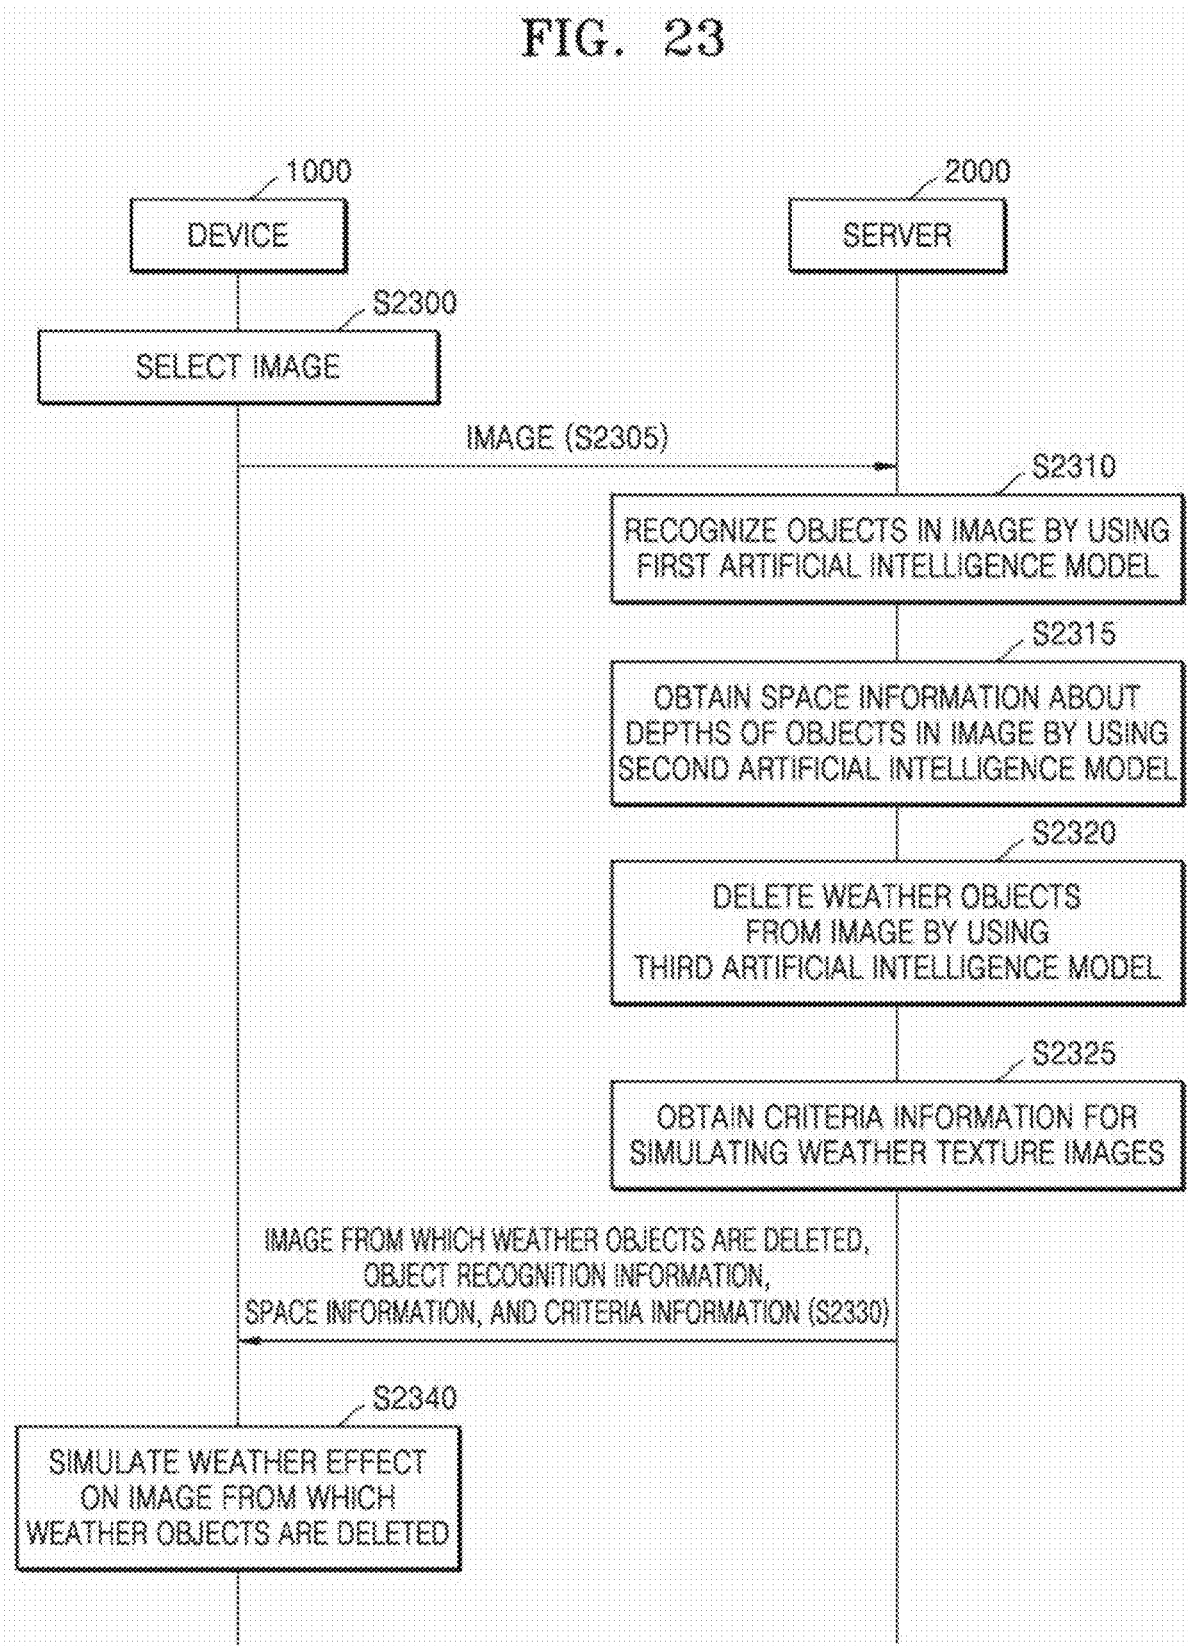 FIG. 23
1000
2000
DEVICE
SERVER
S2300
SELECT IMAGE
IMAGE (S2305)
S2310
RECOGNIZE OBJECTS IN IMAGE BY USING
FIRST ARTIFICIAL INTELLIGENCE MODEL
S2315
OBTAIN SPACE INFORMATION ABOUT
DEPTHS OF OBJECTS IN IMAGE BY USING
SECOND ARTIFICIAL INTELLIGENCE MODEL
S2320
DELETE WEATHER OBJECTS
FROM IMAGE BY USING
THIRD ARTIFICIAL INTELLIGENCE MODEL
S2325
OBTAIN CRITERIA INFORMATION FOR
SIMULATING WEATHER TEXTURE IMAGES
IMAGE FROM WHICH WEATHER OBJECTS ARE DELETED,
OBJECT RECOGNITION INFORMATION,
SPACE INFORMATION, AND CRITERIA INFORMATION (S2330)
S2340
SIMULATE WEATHER EFFECT
ON IMAGE FROM WHICH
WEATHER OBJECTS ARE DELETED